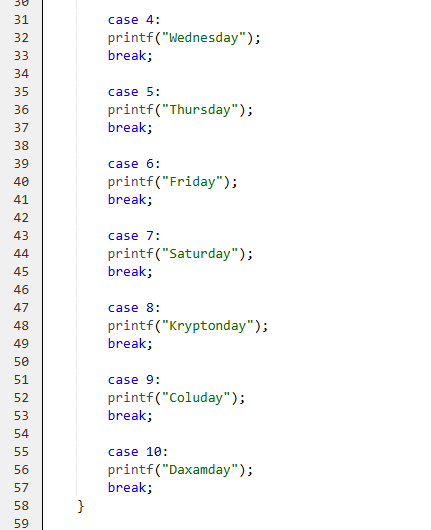 30
31 case 4:
32 printf("Wednesday");
33 break;
34
35 case 5:
36 printf("Thursday");
37 break;
38
39 case 6:
40 printf("Friday");
41 break;
42
43 case 7:
44 printf("Saturday");
45 break;
46
47 case 8:
48 printf("Kryptonday");
49 break;
50
51 case 9:
52 printf("Coluday");
53 break;
54
55 case 10:
56 printf("Daxamday");
57 break;
58 }
59